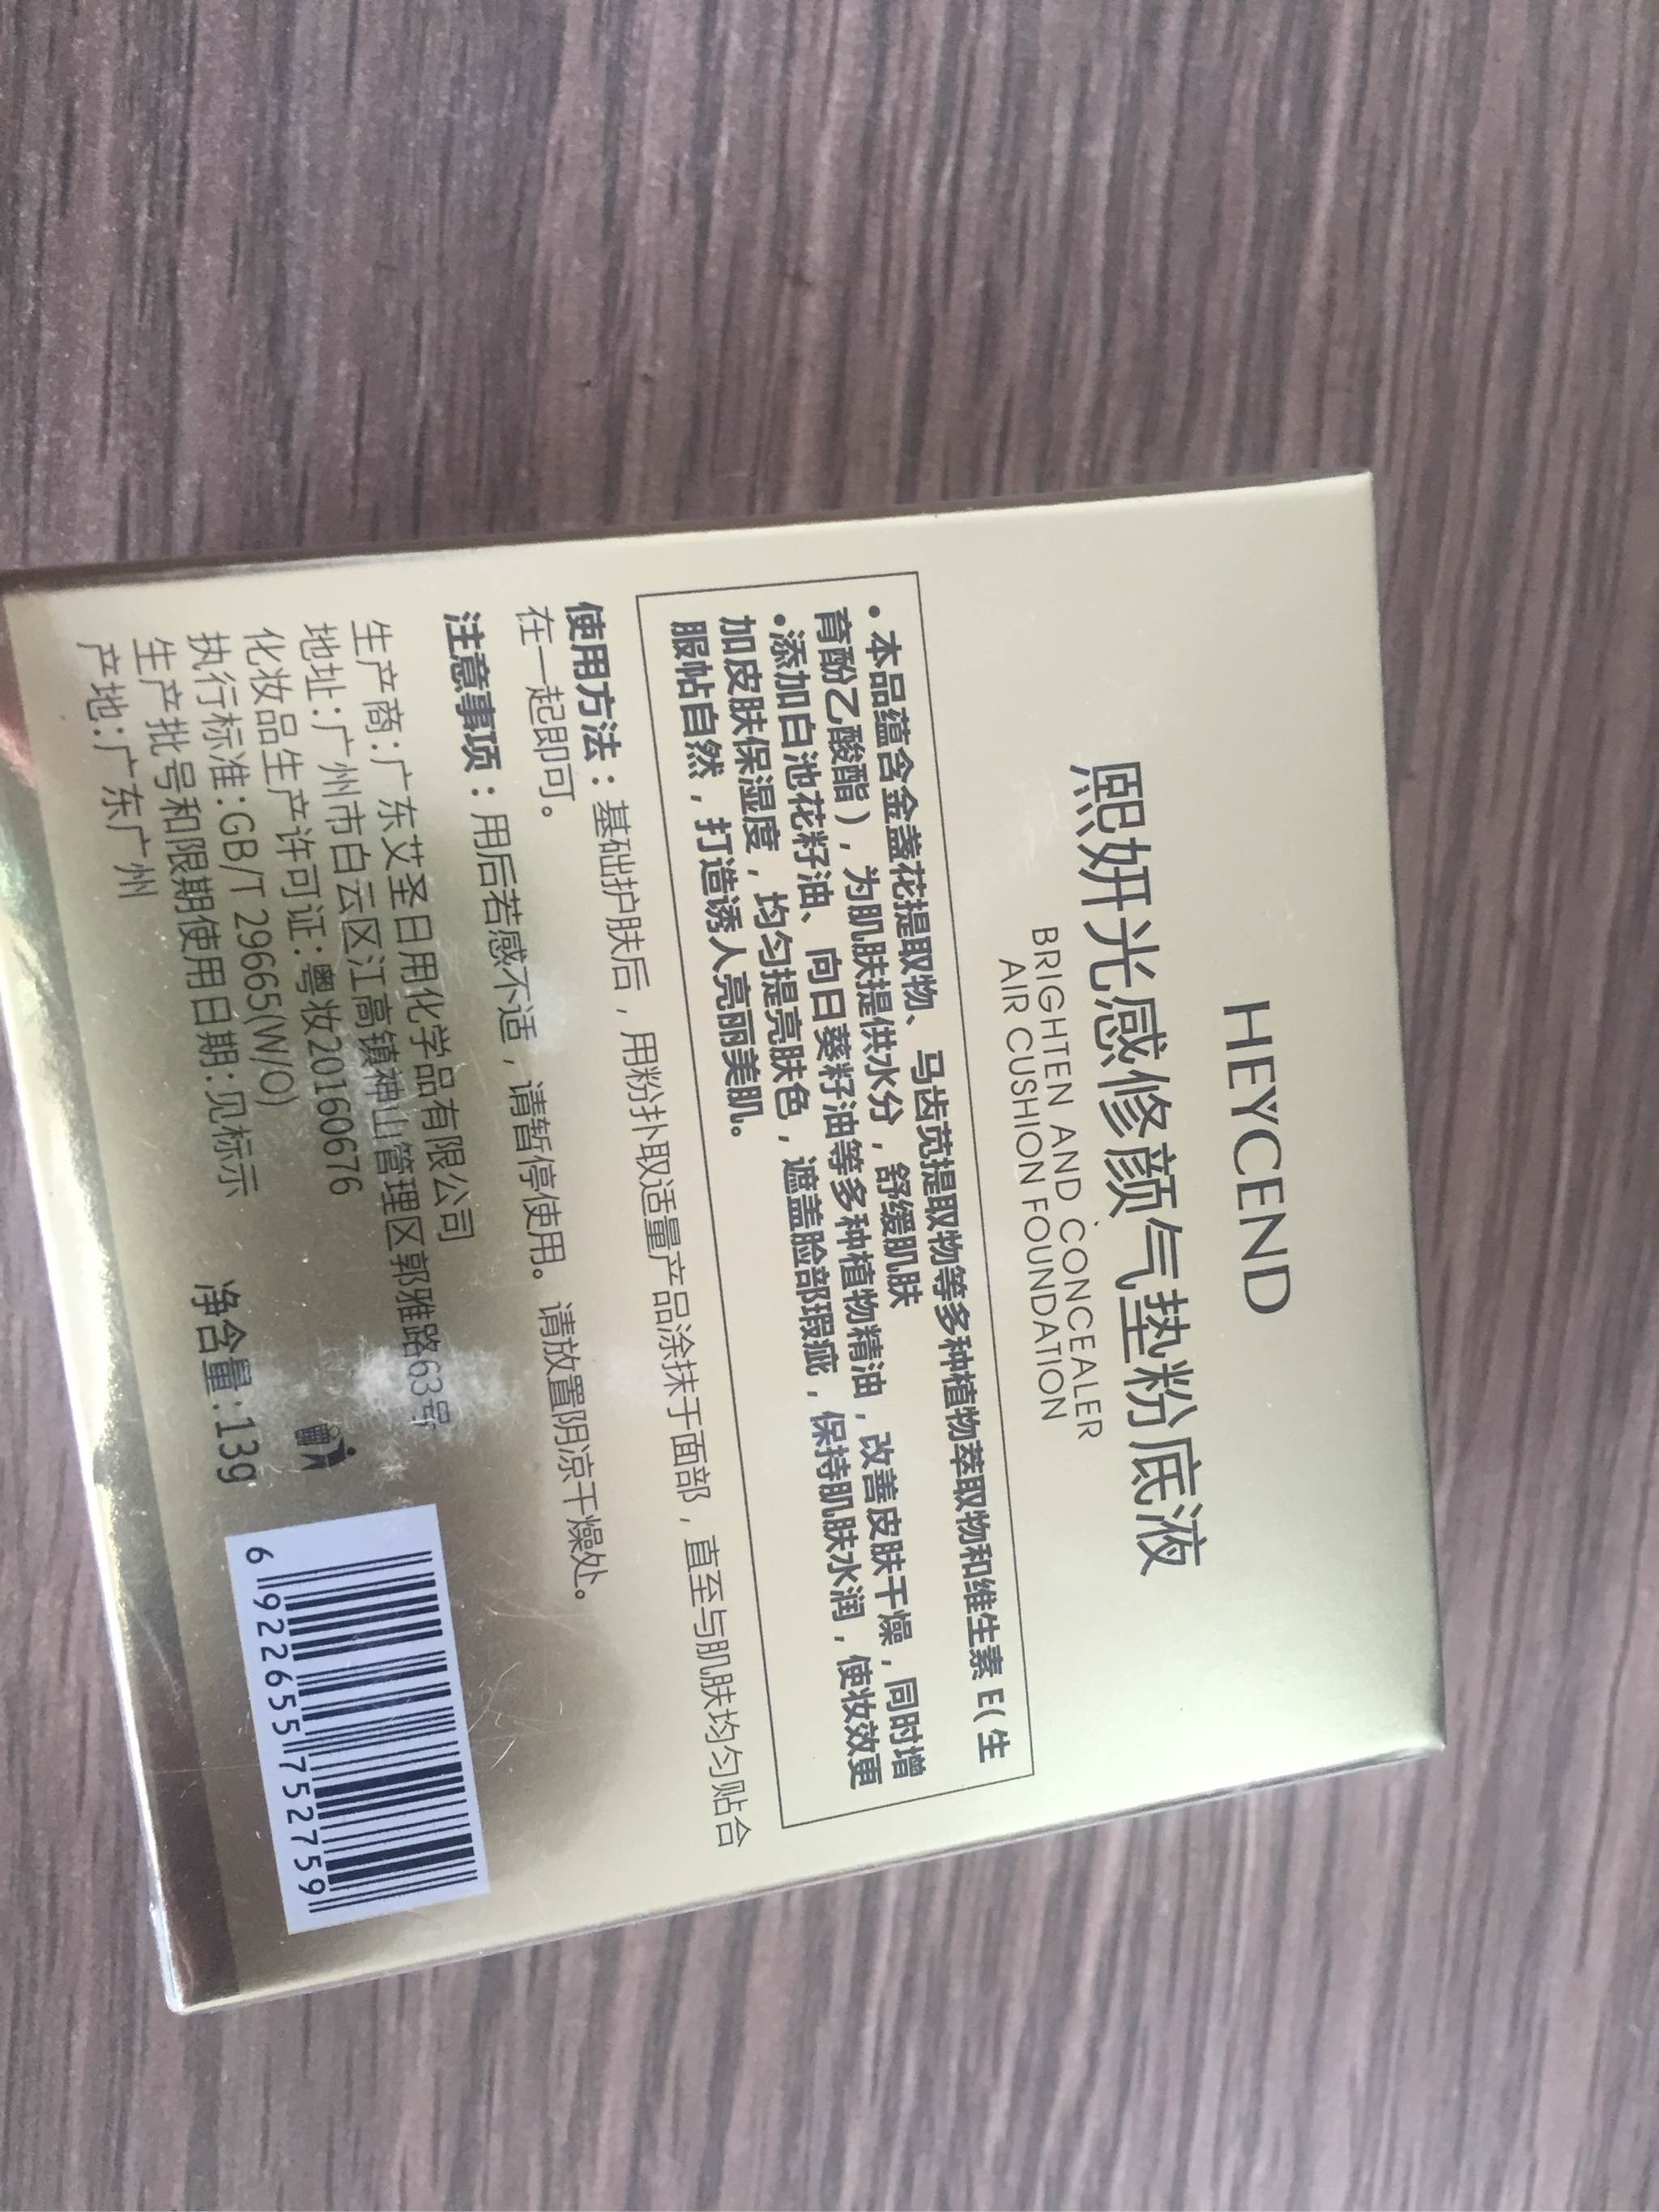 HEYCEND
熙妍光感修颜气垫粉底液
BRIGHTEN AND CONCEALER
AIR CUSHION FOUNDATION
•本品蕴含金盏花提取物、马齿苋提取物等多种植物萃取物和维生素 E(生
育酚乙酸酯），为肌肤提供水分，舒缓肌肤
•添加白池花籽油、向日葵籽油等多种植物精油，改善皮肤干燥，同时增
加皮肤保湿度，均匀提亮肤色，遮盖脸部瑕疵，保持肌肤水润，使妆效更
服帖自然，打造诱人亮丽美肌。
使用方法：基础护肤后，用粉扑取适量产品涂抹于面部，直至与肌肤均匀贴合
在一起即可。
注意事项：用后若感不适，请暂停使用。请放置阴凉干燥处。
生产商:广东艾圣日用化学品有限公司
地址:广州市白云区江高镇神山管理区郭雅路63号
化妆品生产许可证:粤妆20160676
执行标准:GB/T 29665(W/O)
生产批号和限期使用日期:见标示
产地:广东广州
净含量:13g
6 922655 752759